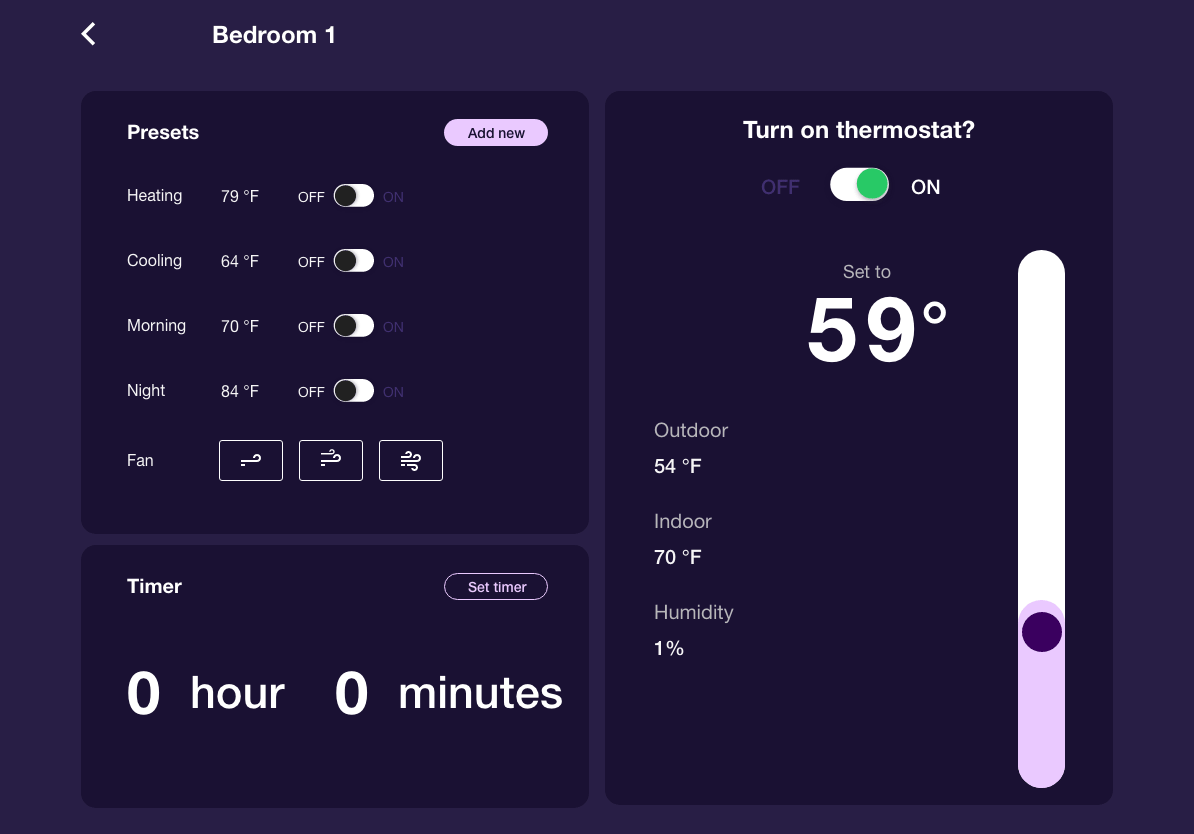 Bedroom 1
Presets
Add new
Heating 79 °F OFF ON
Cooling 64 °F OFF ON
Morning 70 °F OFF ON
Night 84 °F OFF ON
Fan
Timer
Set timer
0 hour 0 minutes
Turn on thermostat?
OFF ON
Set to
59°
Outdoor
54 °F
Indoor
70 °F
Humidity
1%